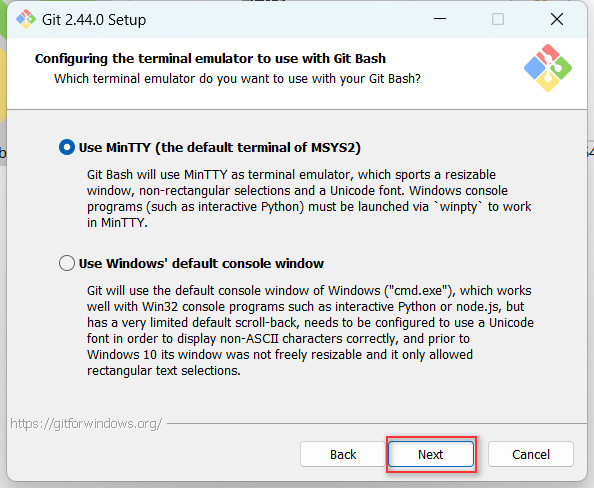 Git 2.44.0 Setup
Configuring the terminal emulator to use with Git Bash
Which terminal emulator do you want to use with your Git Bash?
Use MinTTY (the default terminal of MSYS2)
Git Bash will use MinTTY as terminal emulator, which sports a resizable
window, non-rectangular selections and a Unicode font. Windows console
programs (such as interactive Python) must be launched via `winpty` to work
in MinTTY.
Use Windows' default console window
Git will use the default console window of Windows ("cmd.exe"), which works
well with Win32 console programs such as interactive Python or node.js, but
has a very limited default scroll-back, needs to be configured to use a Unicode
font in order to display non-ASCII characters correctly, and prior to
Windows 10 its window was not freely resizable and it only allowed
rectangular text selections.
https://gitforwindows.org/
Back
Next
Cancel